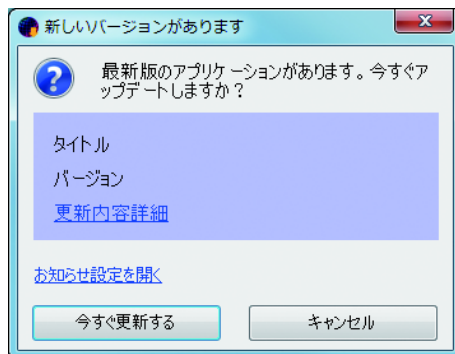 新しいバージョンがあります
最新版のアプリケーションがあります。今すぐア
ップデートしますか？
タイトル
バージョン
更新内容詳細
お知らせ設定を開く
今すぐ更新する
キャンセル